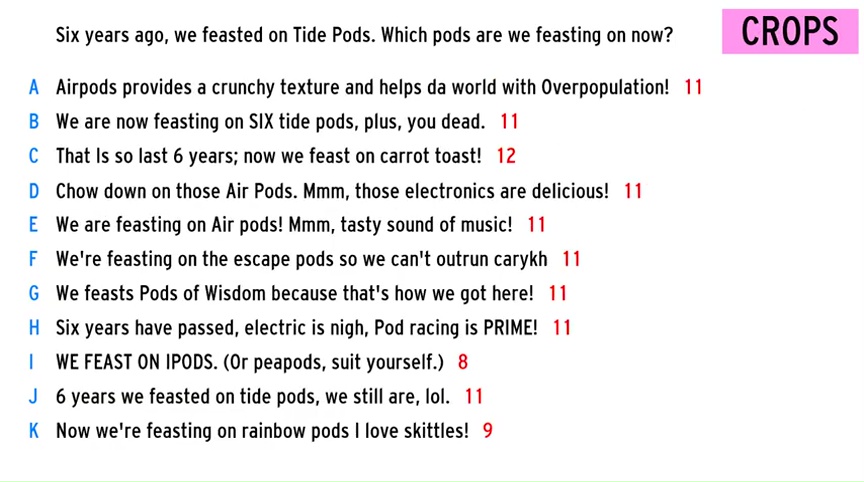 Six years ago, we feasted on Tide Pods. Which pods are we feasting on now?
CROPS
A Airpods provides a crunchy texture and helps da world with Overpopulation! 11
B We are now feasting on SIX tide pods, plus, you dead. 11
C That Is so last 6 years; now we feast on carrot toast! 12
D Chow down on those Air Pods. Mmm, those electronics are delicious! 11
E We are feasting on Air pods! Mmm, tasty sound of music! 11
F We're feasting on the escape pods so we can't outrun carykh 11
G We feasts Pods of Wisdom because that's how we got here! 11
H Six years have passed, electric is nigh, Pod racing is PRIME! 11
I WE FEAST ON IPODS. (Or peapods, suit yourself.) 8
J 6 years we feasted on tide pods, we still are, lol. 11
K Now we're feasting on rainbow pods I love skittles! 9